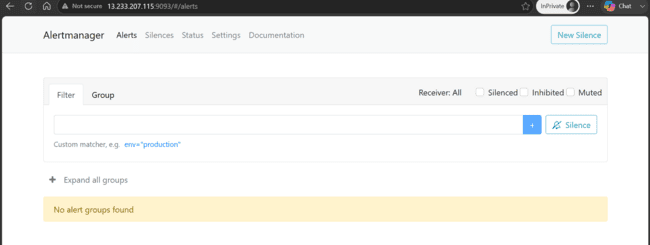 Not secure 13.233.207.115:9093/#/alerts InPrivate Chat
Alertmanager Alerts Silences Status Settings Documentation New Silence
Filter Group Receiver: All Silenced Inhibited Muted
+ Silence
Custom matcher, e.g. env="production"
+ Expand all groups
No alert groups found